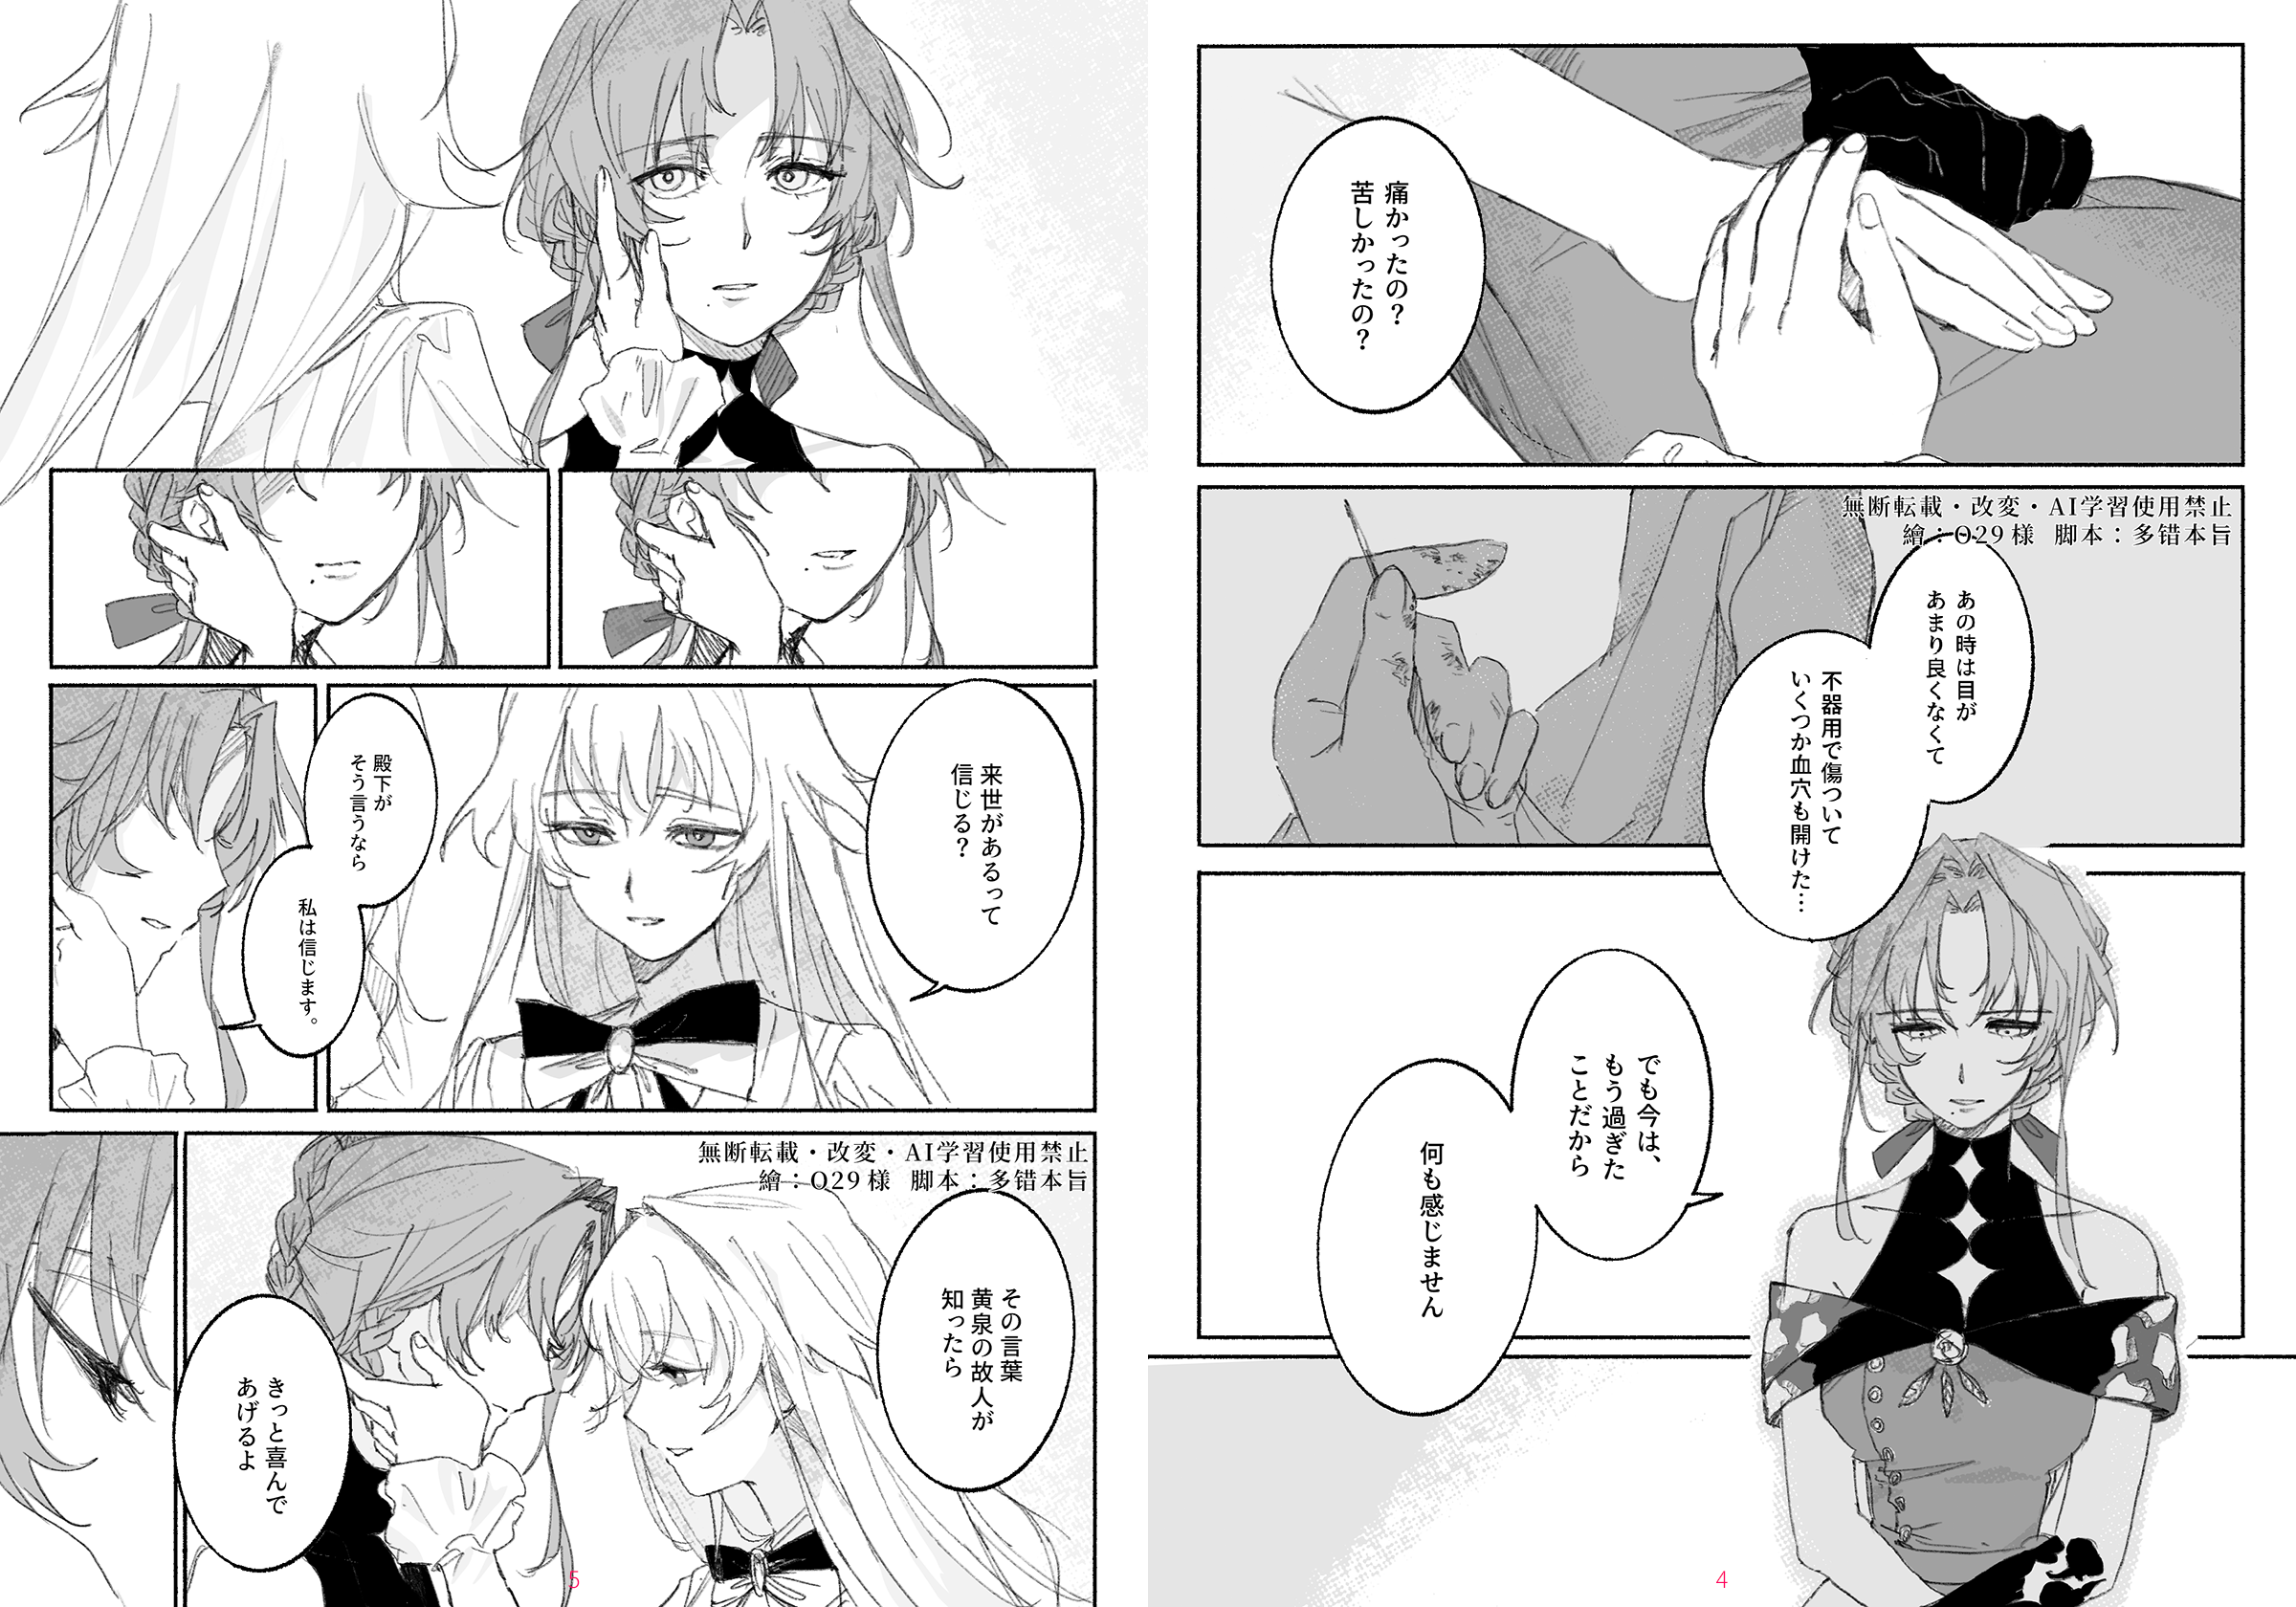 痛かったの？
苦しかったの？
無断転載・改変・AI学習使用禁止
繪：O29様 脚本：多错本旨
あの時は目が
あまり良くなくて
不器用で傷ついて
いくつか血穴も開けた…
でも今は、
もう過ぎた
ことだから
何も感じません
4
来世があるって
信じる？
殿下が
そう言うなら
私は信じます。
無断転載・改変・AI学習使用禁止
繪：O29様 脚本：多错本旨
その言葉
黄泉の故人が
知ったら
きっと喜んで
あげるよ
5